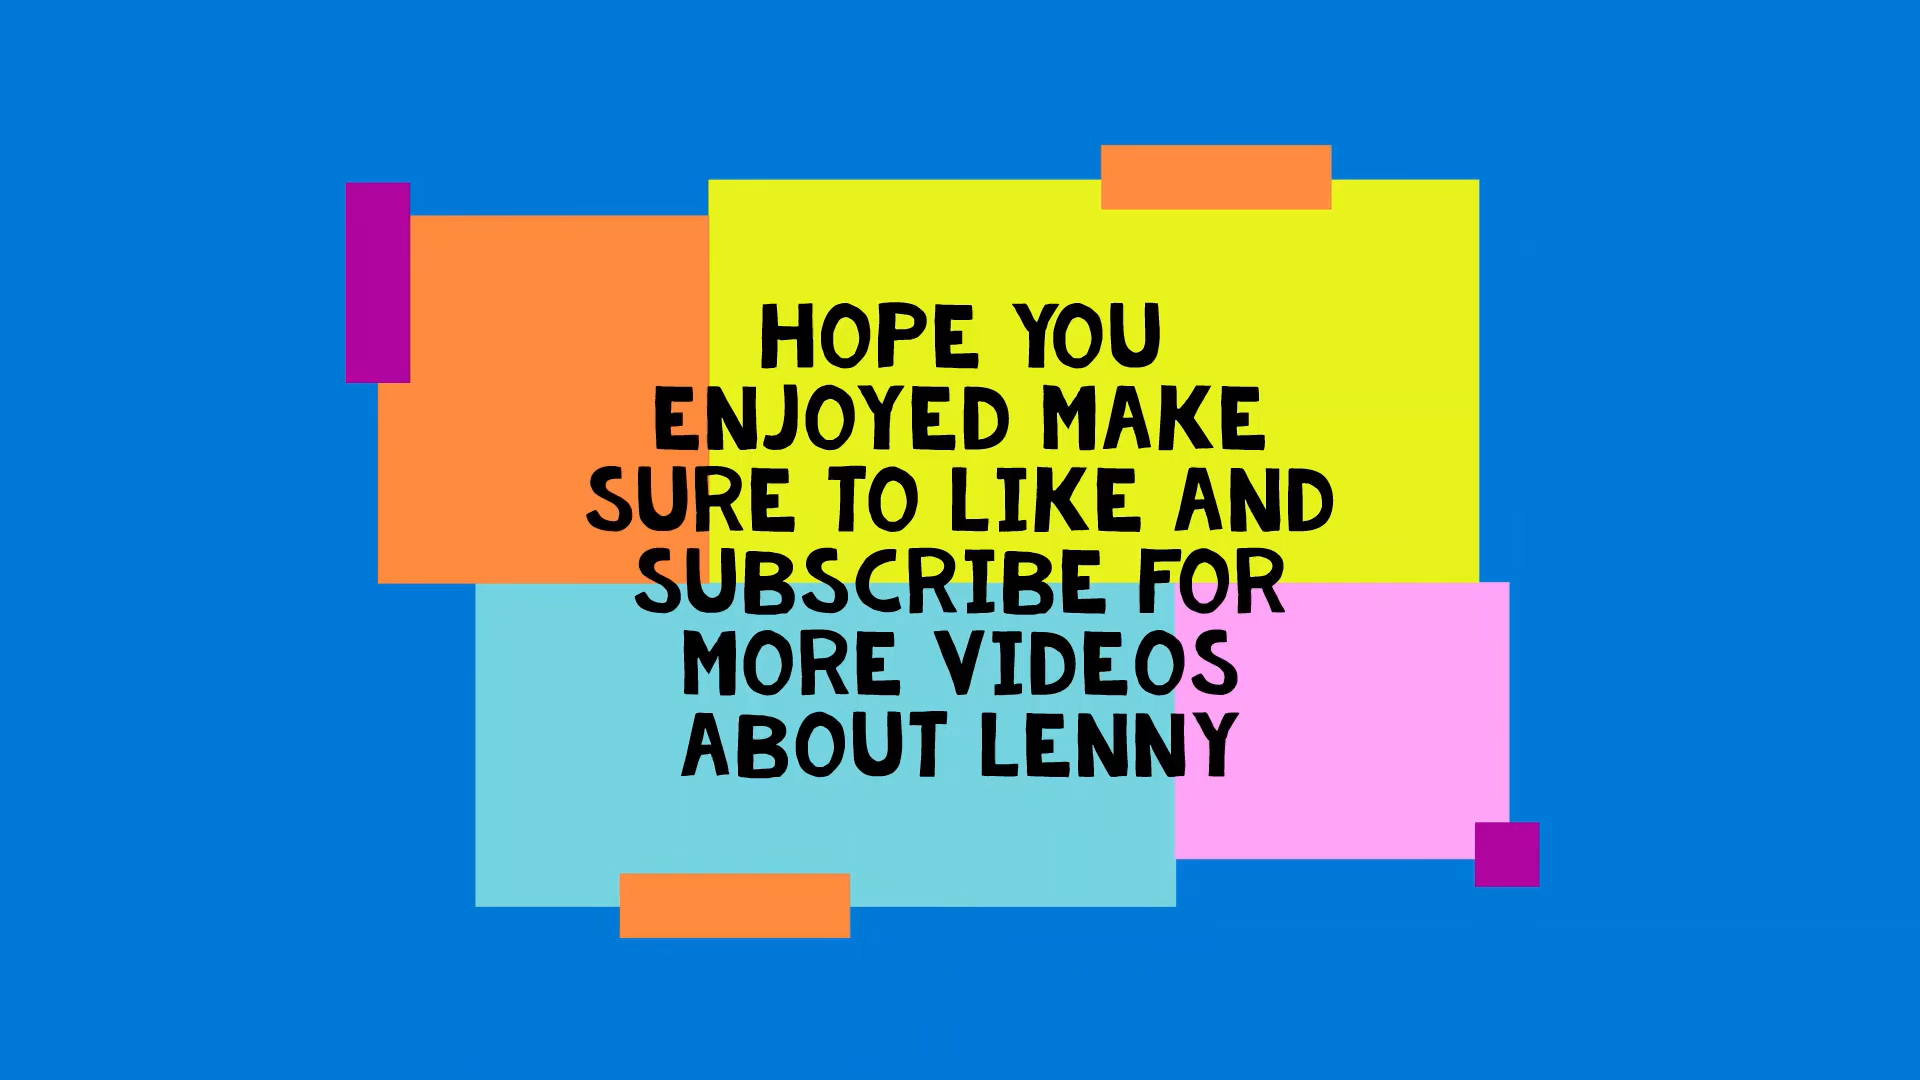 HOPE YOU
ENJOYED MAKE
SURE TO LIKE AND
SUBSCRIBE FOR
MORE VIDEOS
ABOUT LENNY